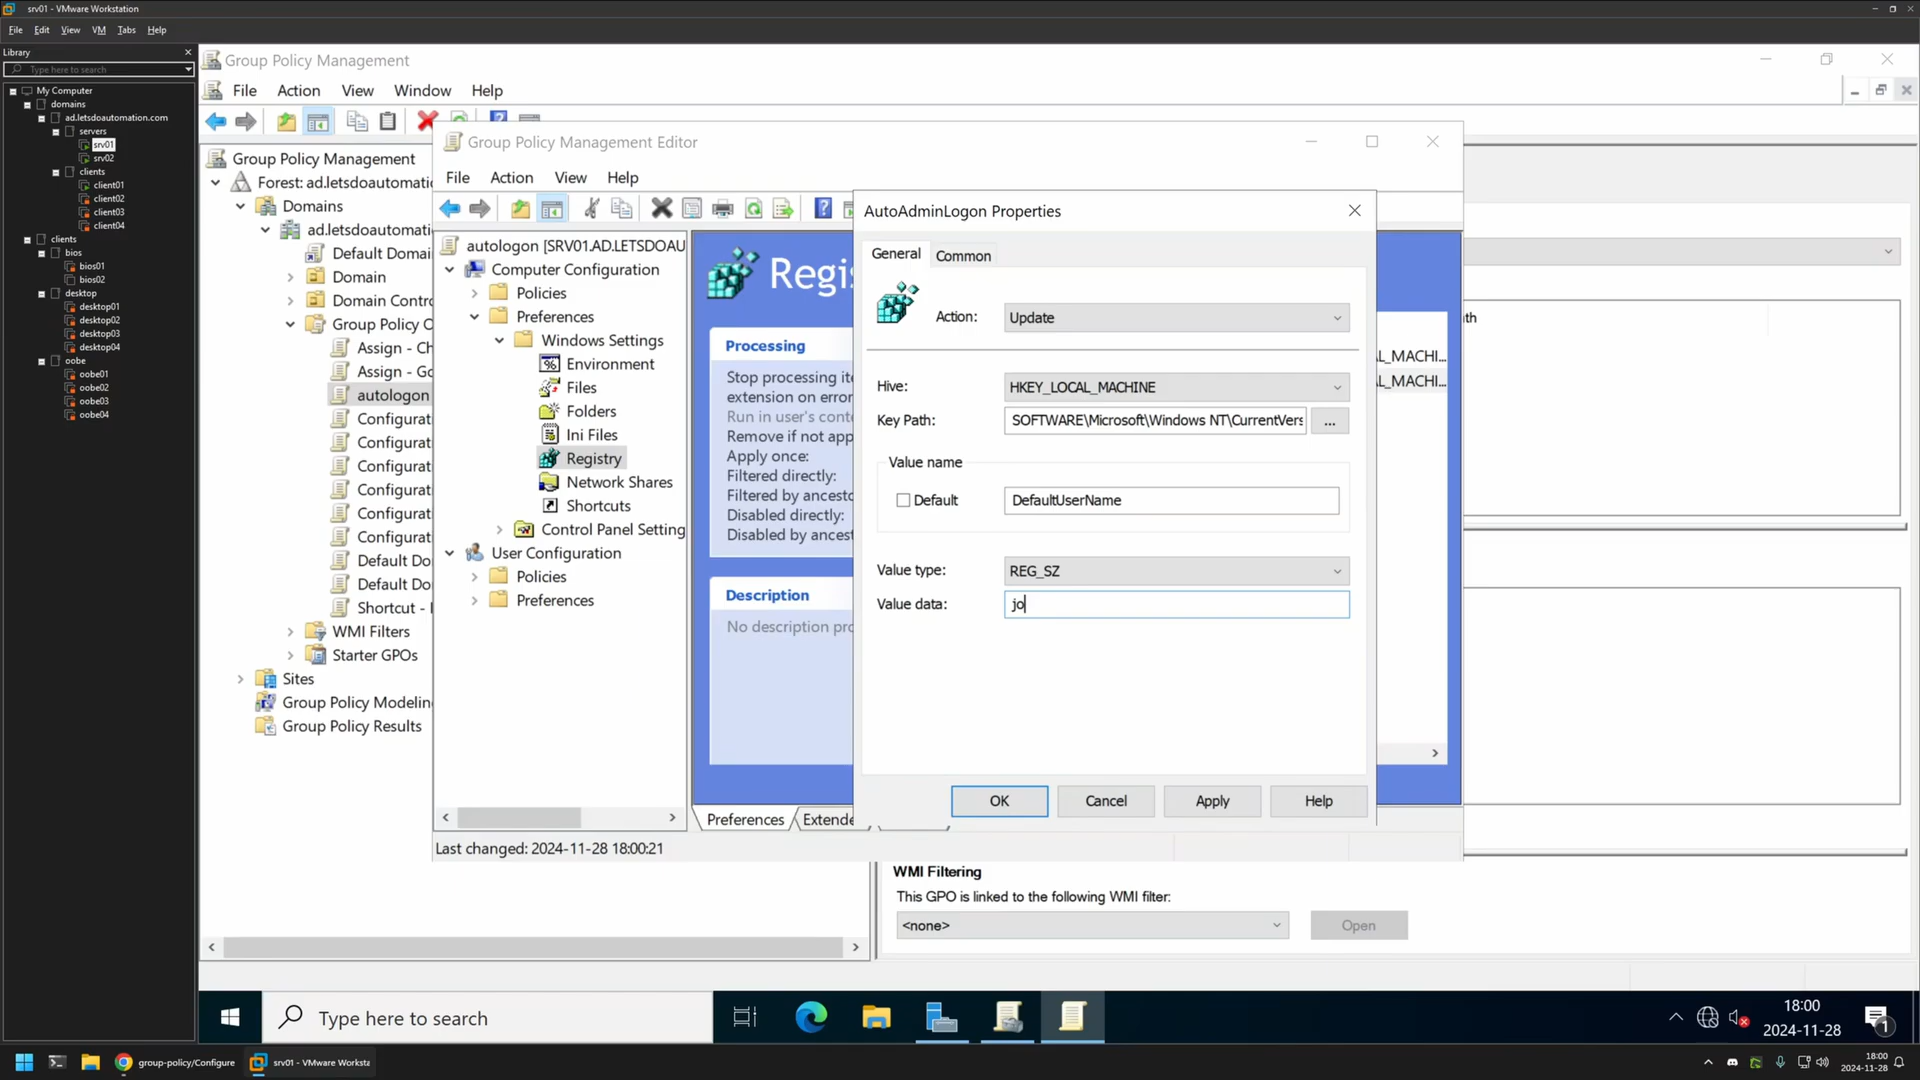 srv01 - VMware Workstation
File Edit View VM Tabs Help
Library
Type here to search
My Computer
domains
ad.letsdoautomation.com
servers
srv01
srv02
clients
client01
client02
client03
client04
clients
bios
bios01
bios02
desktop
desktop01
desktop02
desktop03
desktop04
oobe
oobe01
oobe02
oobe03
oobe04
Group Policy Management
File Action View Window Help
Group Policy Management
Forest: ad.letsdoautomati
Domains
ad.letsdoautomati
Default Domai
Domain
Domain Contro
Group Policy O
Assign - Ch
Assign - Go
autologon
Configurat
Configurat
Configurat
Configurat
Configurat
Configurat
Default Do
Default Do
Shortcut -
WMI Filters
Starter GPOs
Sites
Group Policy Modeling
Group Policy Results
Group Policy Management Editor
File Action View Help
autologon [SRV01.AD.LETSDOAU
Computer Configuration
Policies
Preferences
Windows Settings
Environment
Files
Folders
Ini Files
Registry
Network Shares
Shortcuts
Control Panel Setting
User Configuration
Policies
Preferences
Regis
Processing
Stop processing ite
extension on error
Run in user's conte
Remove if not app
Apply once:
Filtered directly:
Filtered by ancesto
Disabled directly:
Disabled by ancest
Description
No description pro
Preferences Extende
Last changed: 2024-11-28 18:00:21
AutoAdminLogon Properties
General Common
Action: Update
Hive: HKEY_LOCAL_MACHINE
Key Path: SOFTWARE\Microsoft\Windows NT\CurrentVers ...
Value name
Default DefaultUserName
Value type: REG_SZ
Value data: jo
OK Cancel Apply Help
th
L_MACHI...
L_MACHI...
WMI Filtering
This GPO is linked to the following WMI filter:
<none> Open
Type here to search
18:00
2024-11-28
1
group-policy/Configure
srv01 - VMware Worksta
18:00
2024-11-28